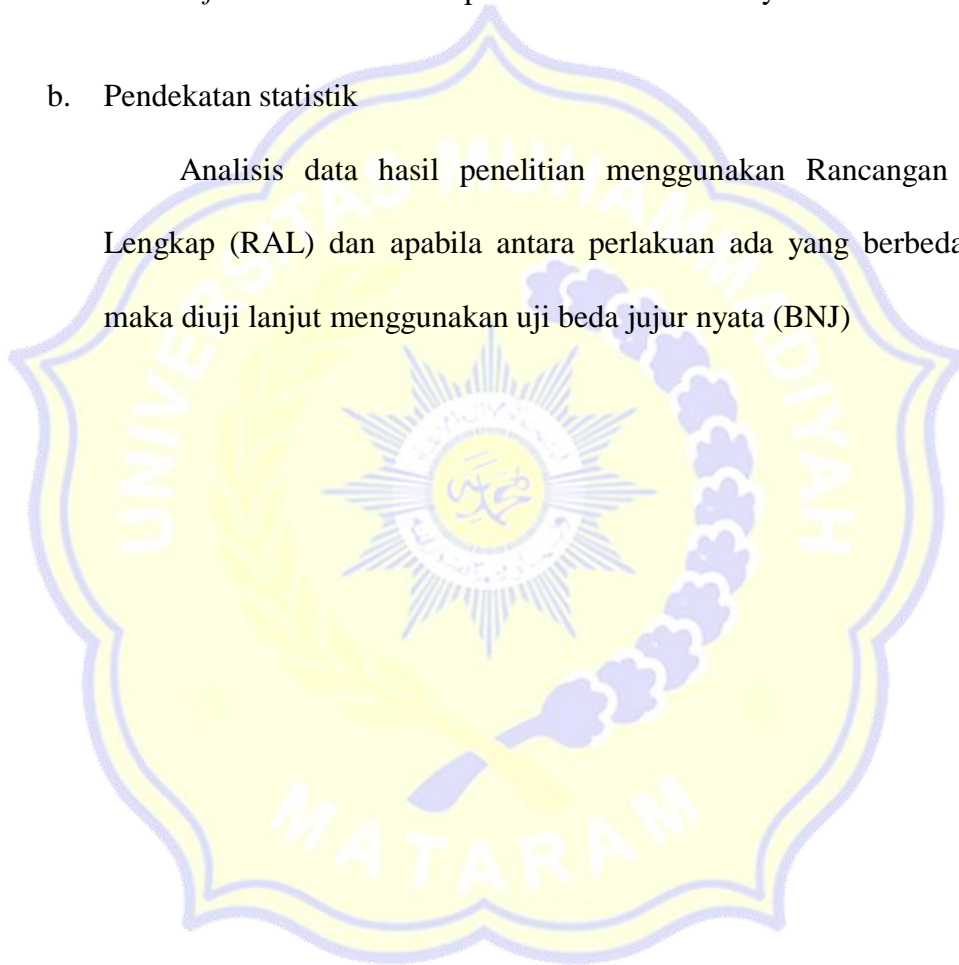 b. Pendekatan statistik
Analisis data hasil penelitian menggunakan Rancangan
Lengkap (RAL) dan apabila antara perlakuan ada yang berbeda
maka diuji lanjut menggunakan uji beda jujur nyata (BNJ)
UNIVERSITAS MUHAMMADIYAH
MATARAM